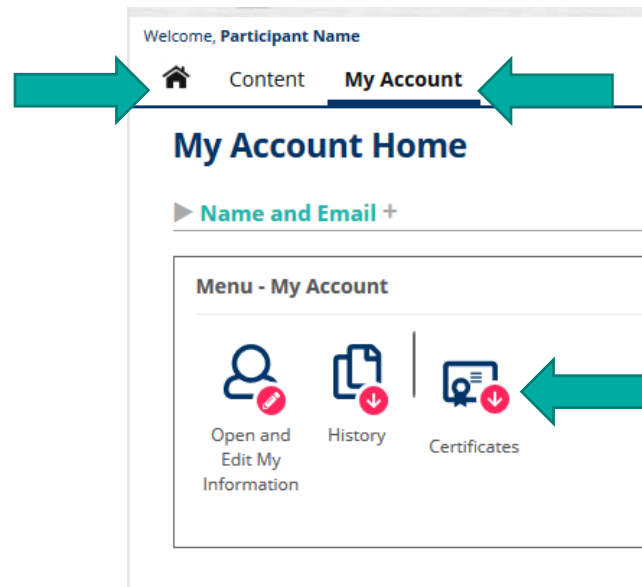 Welcome, Participant Name
Content My Account
My Account Home
Name and Email +
Menu - My Account
Open and
Edit My
Information
History
Certificates